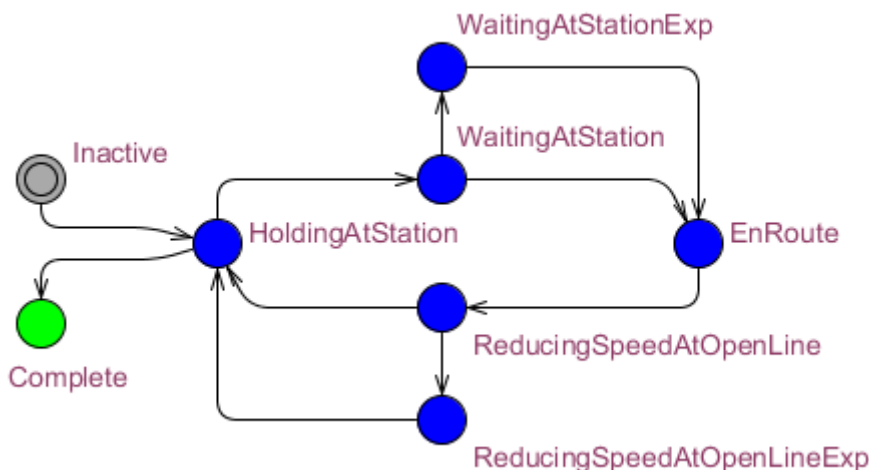 WaitingAtStationExp
WaitingAtStation
Inactive
HoldingAtStation
EnRoute
ReducingSpeedAtOpenLine
Complete
ReducingSpeedAtOpenLineExp